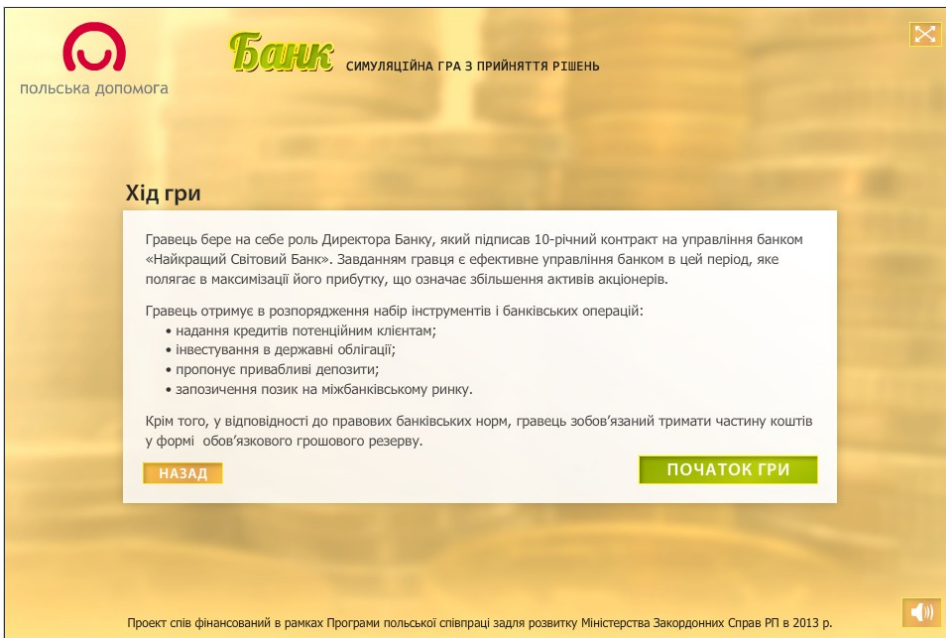 польська допомога
Банк СИМУЛЯЦІЙНА ГРА З ПРИЙНЯТТЯ РІШЕНЬ
Хід гри
Гравець бере на себе роль Директора Банку, який підписав 10-річний контракт на управління банком
«Найкращий Світовий Банк». Завданням гравця є ефективне управління банком в цей період, яке
полягає в максимізації його прибутку, що означає збільшення активів акціонерів.
Гравець отримує в розпорядження набір інструментів і банківських операцій:
• надання кредитів потенційним клієнтам;
• інвестування в державні облігації;
• пропонує привабливі депозити;
• запозичення позик на міжбанківському ринку.
Крім того, у відповідності до правових банківських норм, гравець зобов'язаний тримати частину коштів
у формі обов'язкового грошового резерву.
НАЗАД
ПОЧАТОК ГРИ
Проект спів фінансований в рамках Програми польської співпраці задля розвитку Міністерства Закордонних Справ РП в 2013 р.